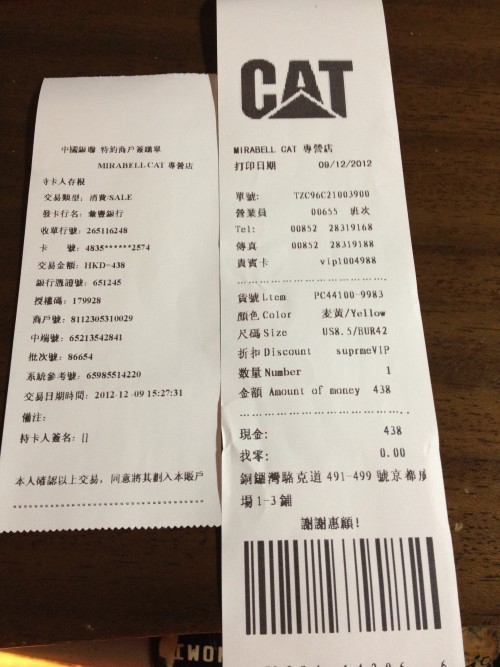 中國銀聯 特約商戶簽購單
MIRABELL CAT 專營店
持卡人存根
交易類型: 消費/SALE
發卡行名: 滙豐銀行
收單行號: 265116248
卡 號: 4835******2574
交易金額: HKD=438
銀行憑證號: 651245
授權碼: 179928
商戶號: 8112305310029
中端號: 65213542841
批次號: 86654
系統參考號: 65985514220
交易日期時間: 2012-12-09 15:27:31
備注:
持卡人簽名: []
本人確認以上交易, 同意將其劃入本賬戶
CAT
MIRABELL CAT 專營店
打印日期 09/12/2012
單號: TZC96C21003900
營業員 00655 班次
Tel: 00852 28319168
傳真 00852 28319188
貴賓卡 vip1004988
貨號 Ltem PC44100-9983
顏色 Color 麦黃/Yellow
尺碼 Size US8.5/EUR42
折扣 Discount suprmeVIP
数量 Number 1
金額 Amount of money 438
現金: 438
找零: 0.00
銅鑼灣駱克道 491-499 號京都廣
場 1-3 鋪
謝謝惠顧!